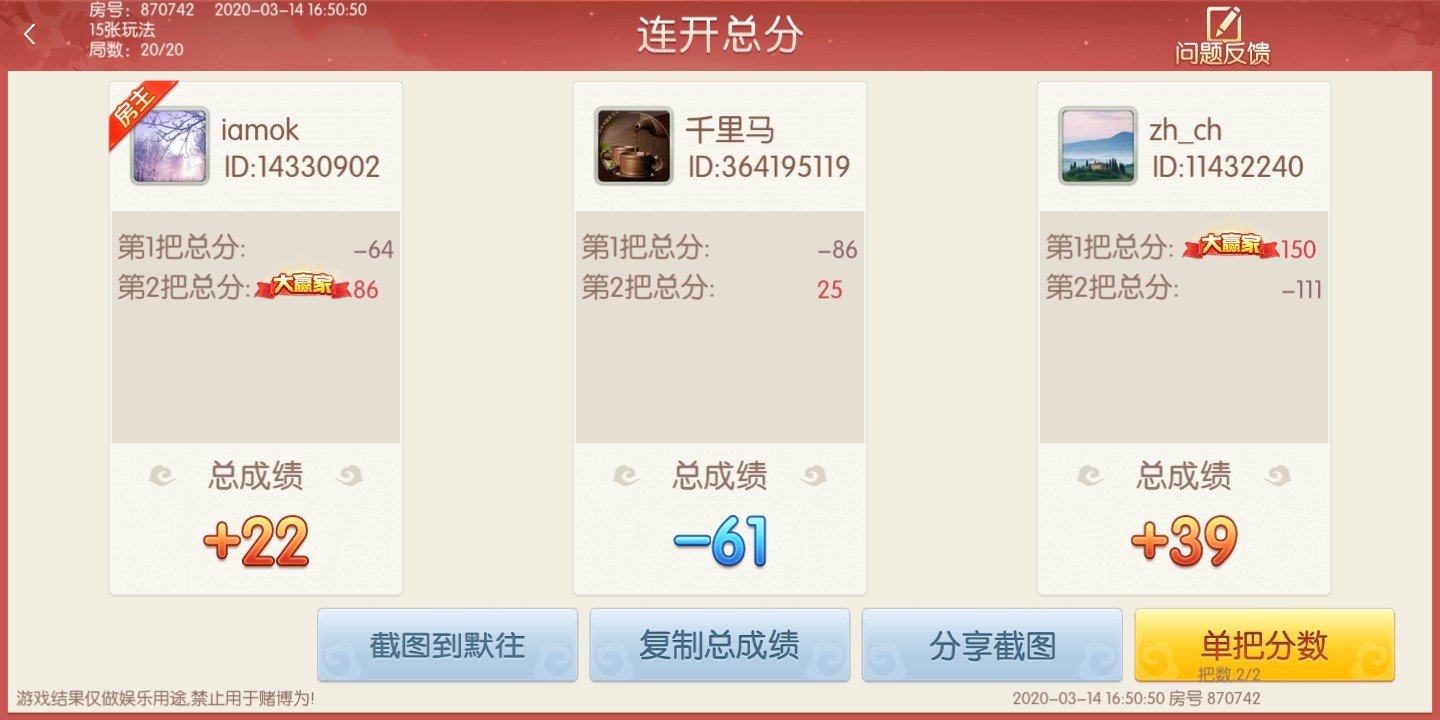 房号：870742 2020-03-14 16:50:50
15张玩法
局数：20/20
连开总分
问题反馈
房主
iamok
ID:14330902
第1把总分: -64
第2把总分: 大赢家 86
总成绩
+22
千里马
ID:364195119
第1把总分: -86
第2把总分: 25
总成绩
-61
zh_ch
ID:11432240
第1把总分: 大赢家 150
第2把总分: -111
总成绩
+39
截图到默往
复制总成绩
分享截图
单把分数
把数:2/2
游戏结果仅做娱乐用途,禁止用于赌博为!
2020-03-14 16:50:50 房号 870742